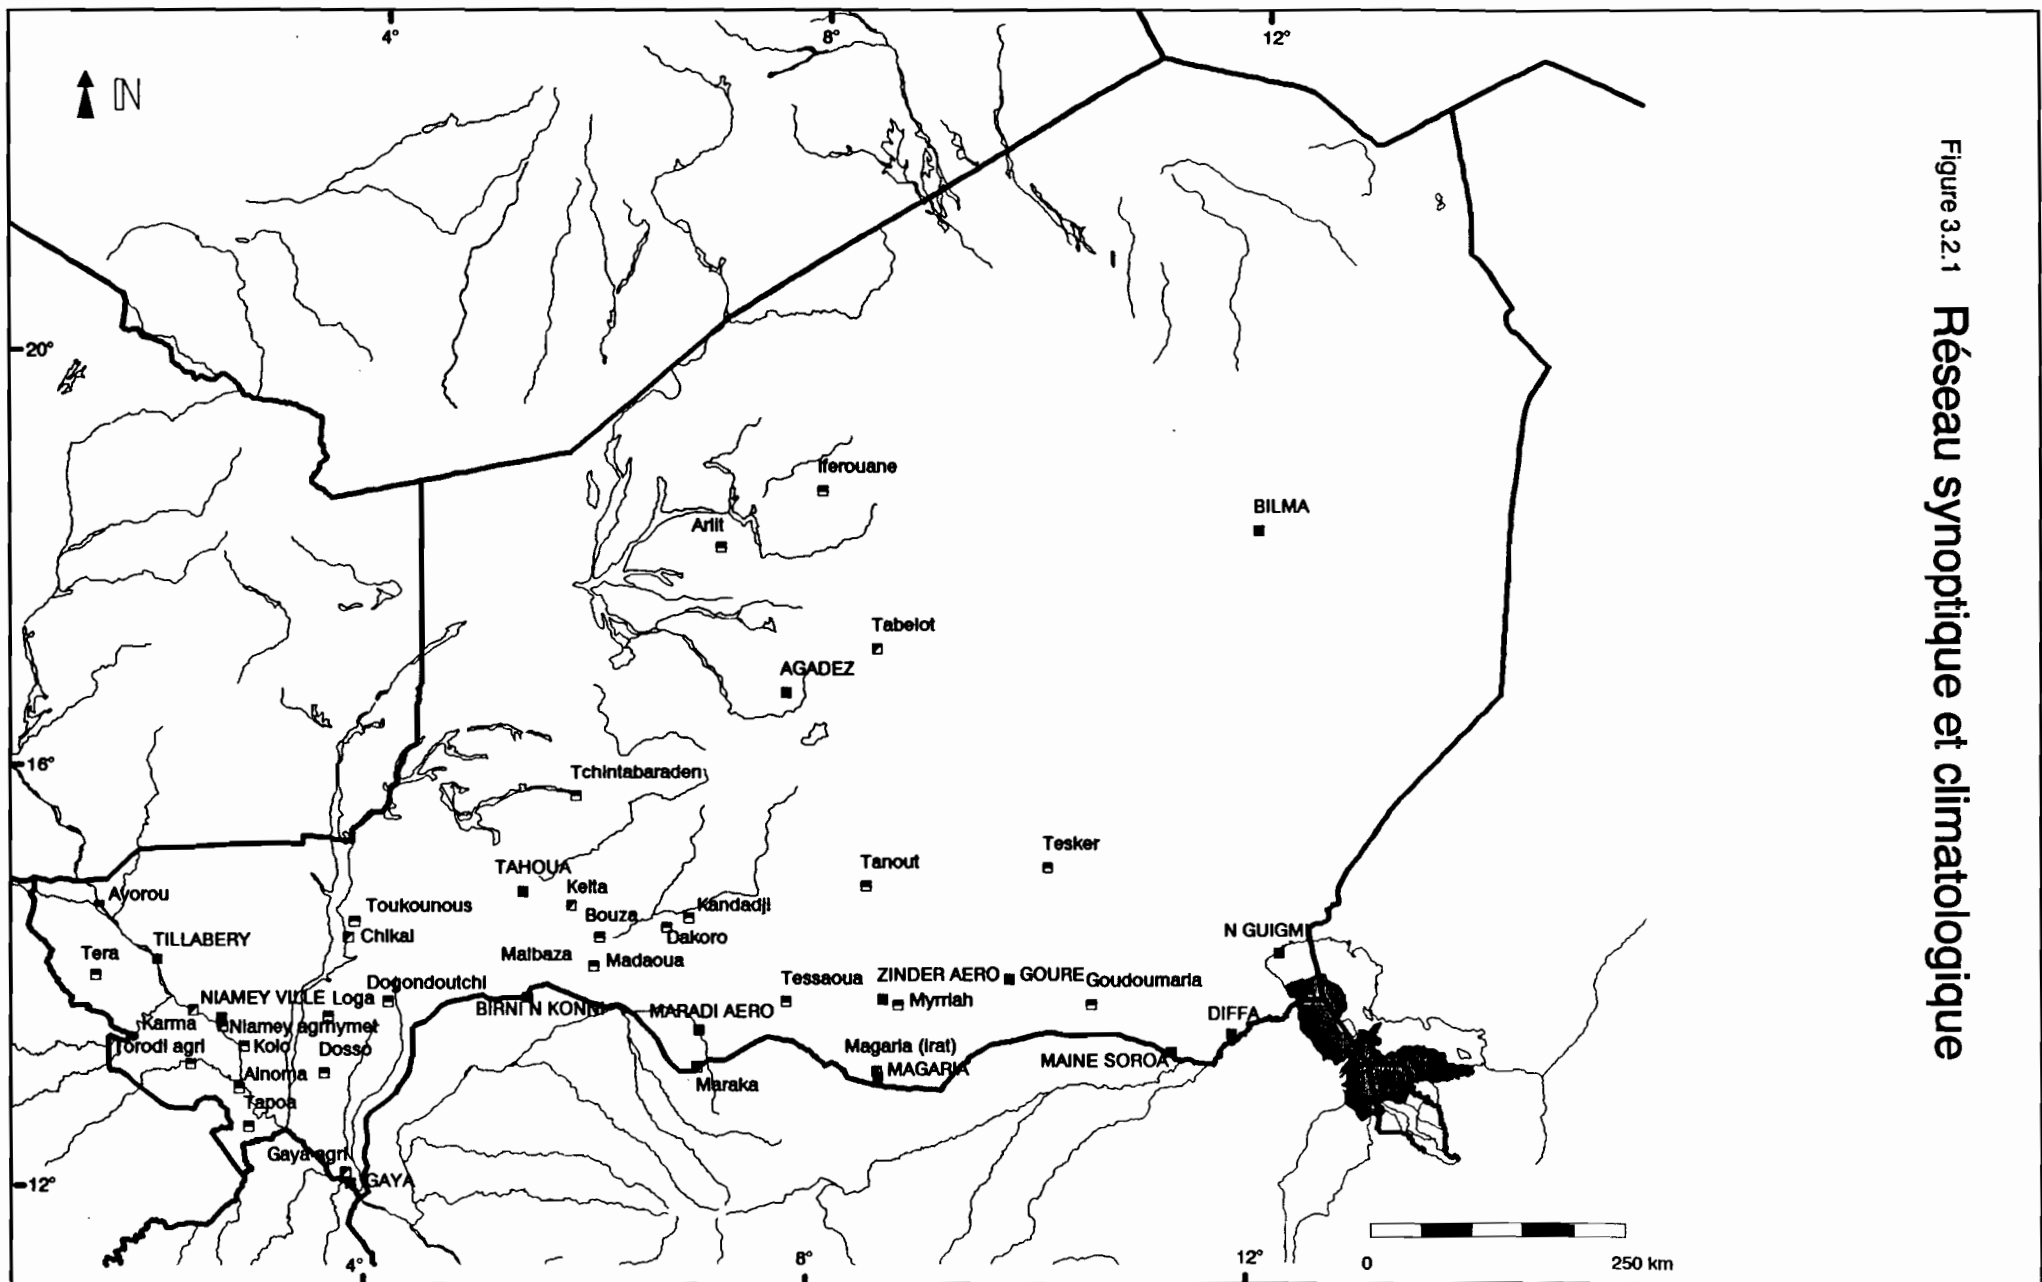 4°
8°
12°
N
Figure 3.2.1 Réseau synoptique et climatologique
20°
Iferouane
BILMA
Arlit
Tabelot
AGADEZ
16°
Tchintabaraden
Tesker
Tanout
TAHOUA
Keita
Ayorou
Toukounous
Kandadji
Bouza
Chikal
Dakoro
N GUIGMI
TILLABERY
Tera
Malbaza
Madaoua
Tessaoua
ZINDER AERO
GOURE
Goudoumaria
Dogondoutchi
NIAMEY VILLE
Loga
Myrriah
BIRNI N KONNI
MARADI AERO
DIFFA
Karma
Niamey agrhymet
Torodi agri
Kolo
Dosso
Magaria (irat)
MAINE SOROA
MAGARIA
Alnoma
Maraka
Tapoa
Gaya agri
GAYA
12°
4°
8°
12°
0
250 km